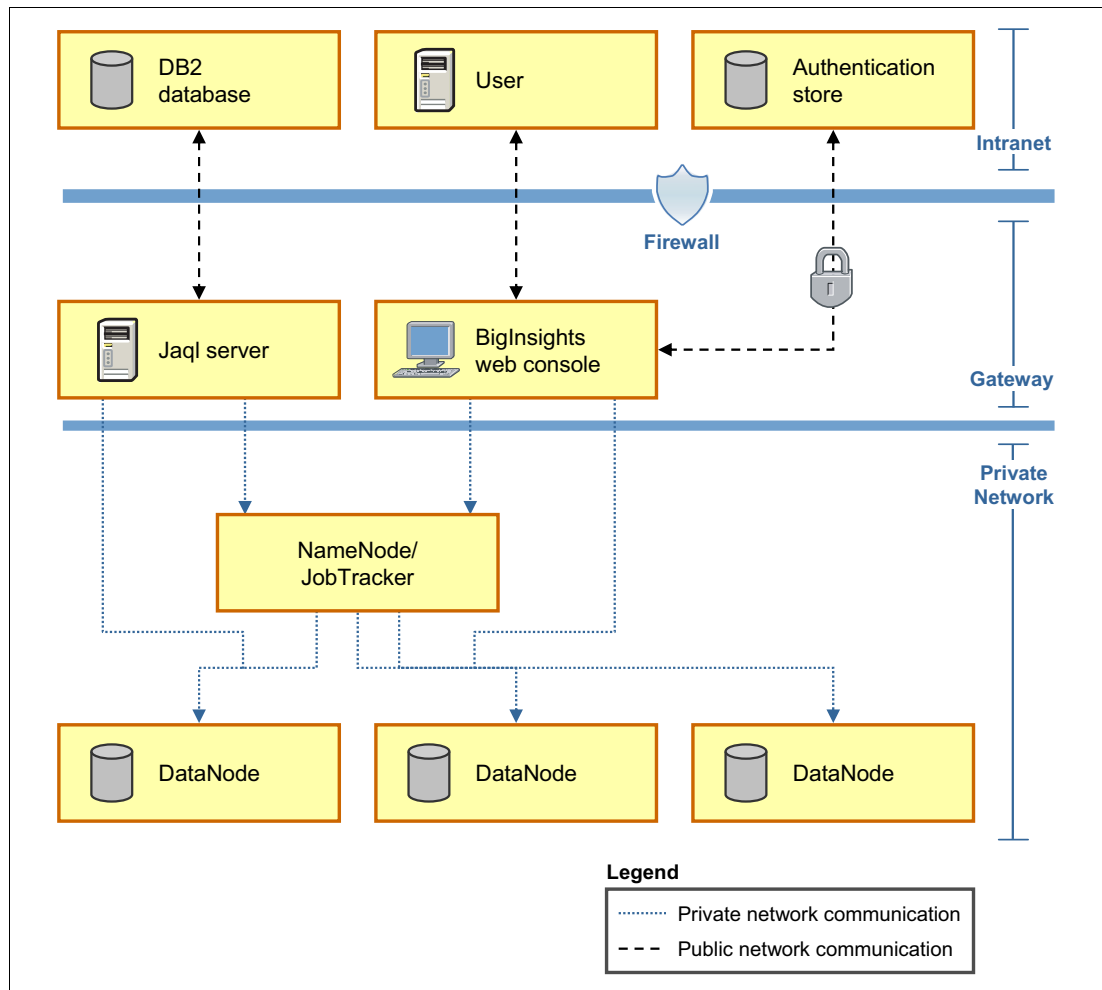 DB2
database
User
Authentication
store
Intranet
Firewall
Jaql server
BigInsights
web console
Gateway
Private
Network
NameNode/
JobTracker
DataNode
DataNode
DataNode
Legend
Private network communication
Public network communication